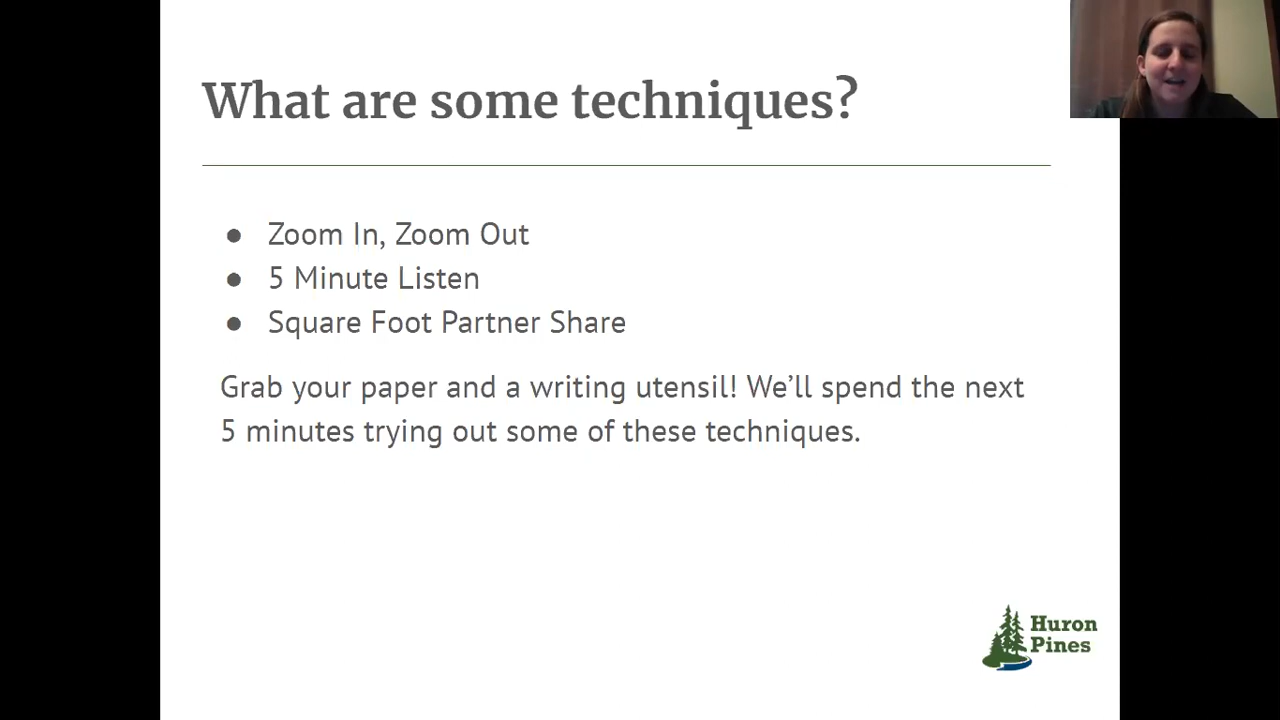 What are some techniques?
● Zoom In, Zoom Out
● 5 Minute Listen
● Square Foot Partner Share
Grab your paper and a writing utensil! We’ll spend the next
5 minutes trying out some of these techniques.
Huron
Pines